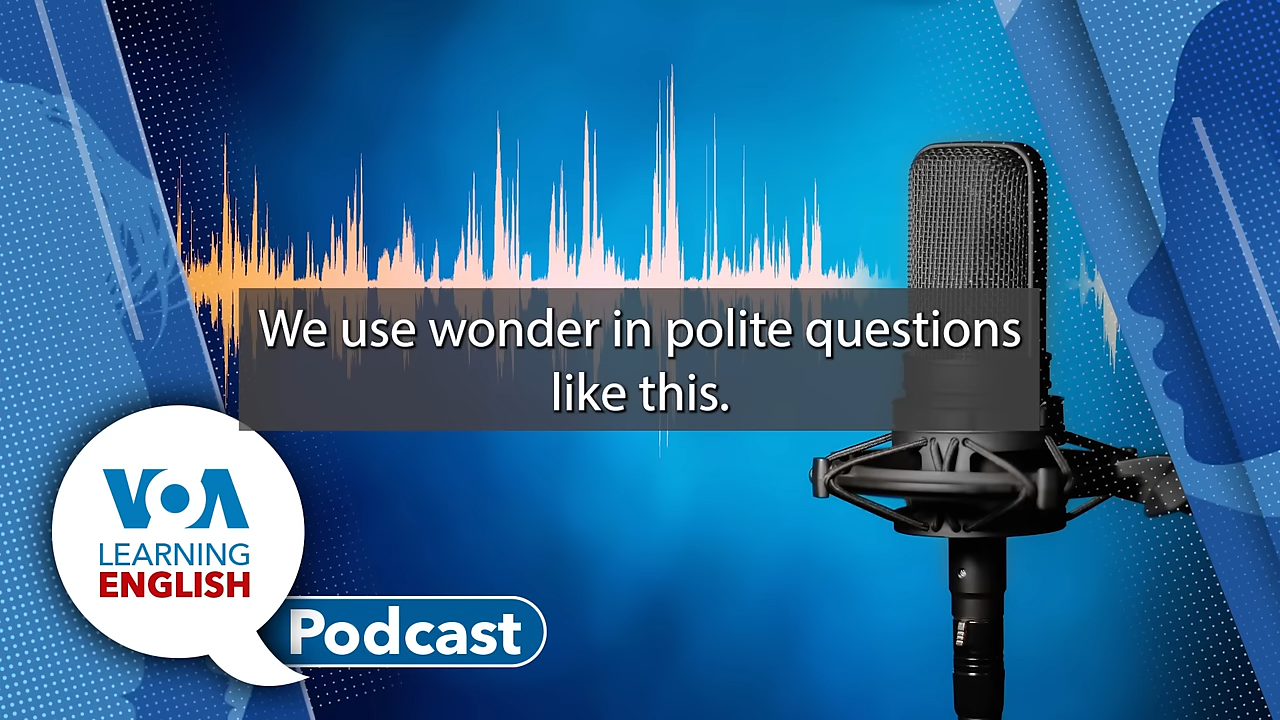 We use wonder in polite questions
like this.
VOA
LEARNING
ENGLISH
Podcast